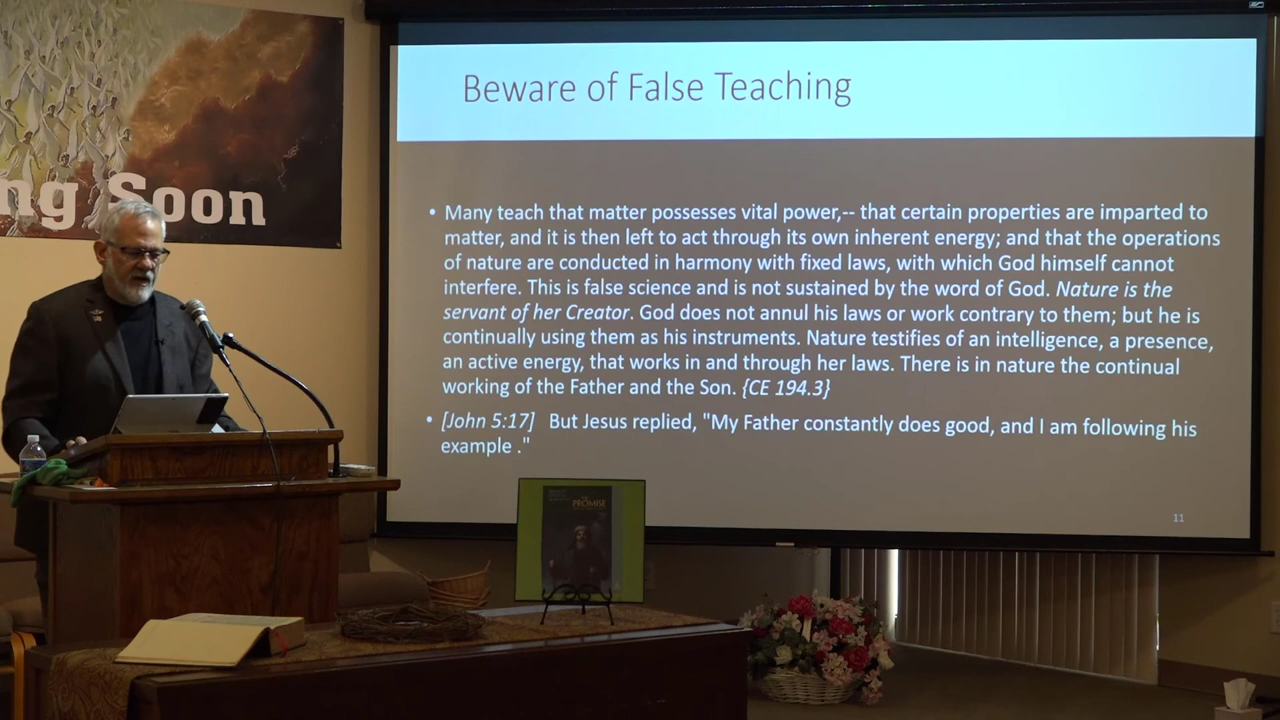 ng Soon
Beware of False Teaching
• Many teach that matter possesses vital power,-- that certain properties are imparted to
matter, and it is then left to act through its own inherent energy; and that the operations
of nature are conducted in harmony with fixed laws, with which God himself cannot
interfere. This is false science and is not sustained by the word of God. Nature is the
servant of her Creator. God does not annul his laws or work contrary to them; but he is
continually using them as his instruments. Nature testifies of an intelligence, a presence,
an active energy, that works in and through her laws. There is in nature the continual
working of the Father and the Son. {CE 194.3}
• [John 5:17] But Jesus replied, "My Father constantly does good, and I am following his
example ."
11
PROMISE